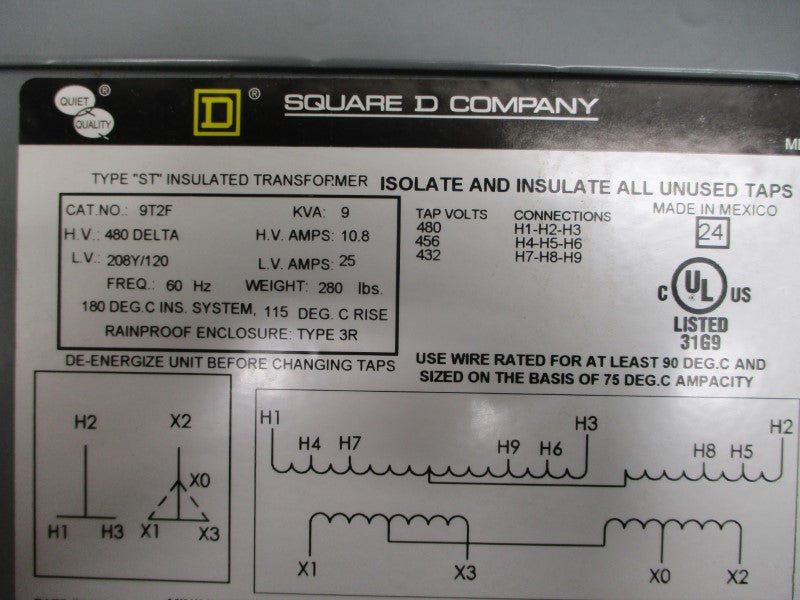 QUIET ®
QUALITY
D ®
SQUARE D COMPANY
TYPE "ST" INSULATED TRANSFORMER
ISOLATE AND INSULATE ALL UNUSED TAPS
CAT.NO.: 9T2F KVA: 9
H.V.: 480 DELTA H.V. AMPS: 10.8
L.V.: 208Y/120 L.V. AMPS: 25
FREQ.: 60 Hz WEIGHT: 280 lbs.
180 DEG.C INS. SYSTEM, 115 DEG. C RISE
RAINPROOF ENCLOSURE: TYPE 3R
DE-ENERGIZE UNIT BEFORE CHANGING TAPS
TAP VOLTS CONNECTIONS
480 H1-H2-H3
456 H4-H5-H6
432 H7-H8-H9
MADE IN MEXICO
24
C UL US
LISTED
31G9
USE WIRE RATED FOR AT LEAST 90 DEG.C AND
SIZED ON THE BASIS OF 75 DEG.C AMPACITY
H2 X2
X0
H1 H3 X1 X3
H1 H3 H2
H4 H7 H9 H6 H8 H5
X1 X3 X0 X2